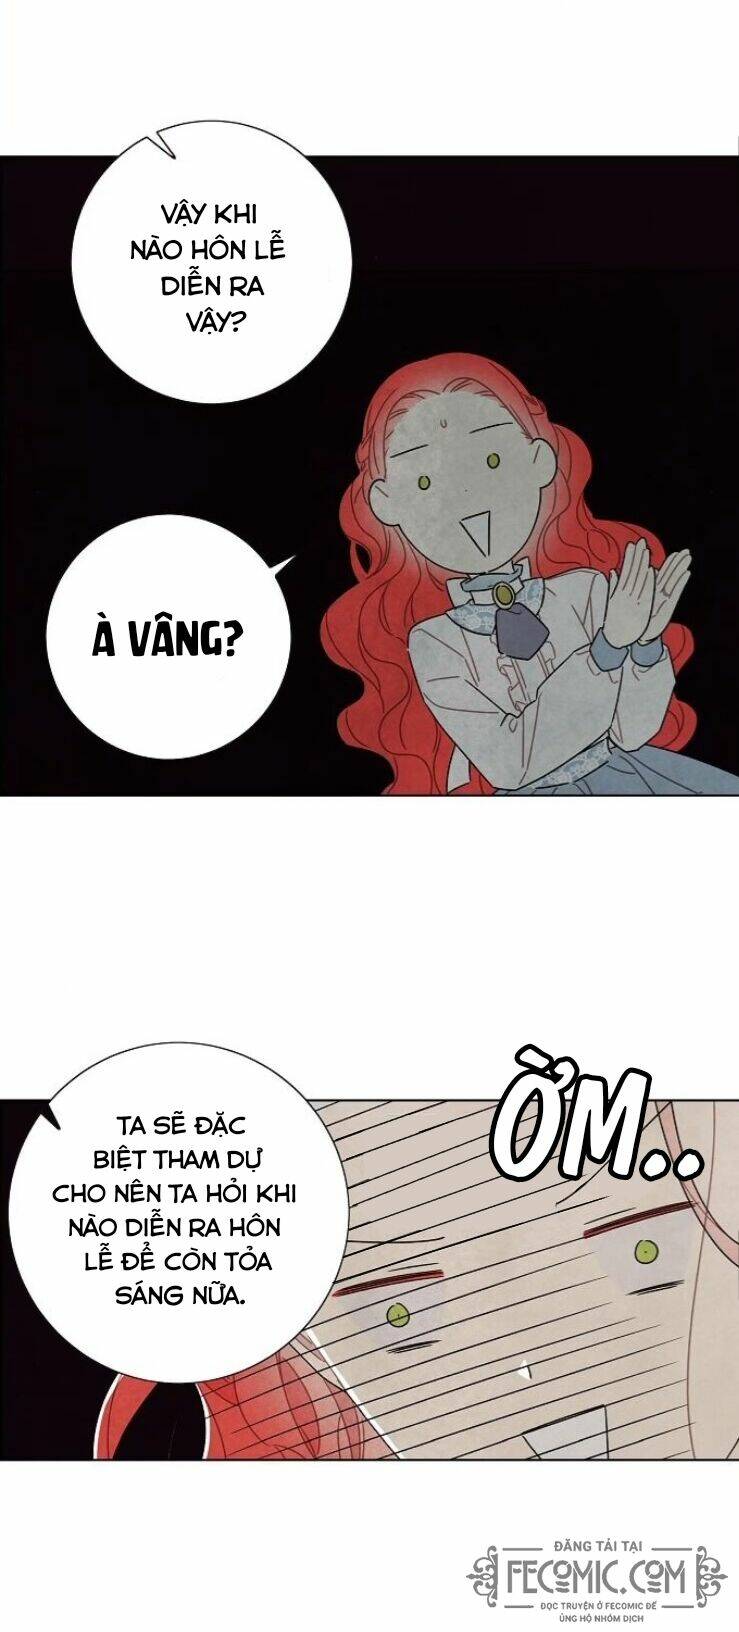 VẬY KHI
NÀO HÔN LỄ
DIỄN RA
VẬY?
À VÂNG?
ỜM..
TA SẼ ĐẶC
BIỆT THAM DỰ
CHO NÊN TA HỎI KHI
NÀO DIỄN RA HÔN
LỄ ĐỂ CÒN TỎA
SÁNG NỮA.
ĐĂNG TẢI TẠI
FECOMIC.COM
ĐỌC TRUYỆN Ở FECOMIC ĐỂ
ỦNG HỘ NHÓM DỊCH